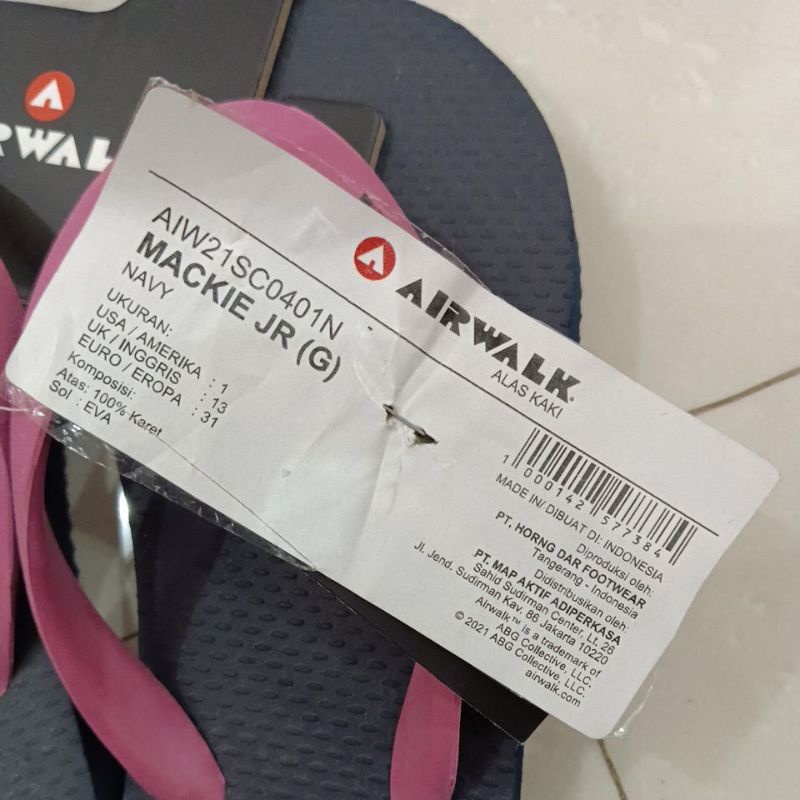 RWALK
AIRWALK
ALAS KAKI
AIW21SC0401N
MACKIE JR (G)
NAVY
UKURAN:
USA / AMERIKA : 1
UK / INGGRIS : 13
EURO / EROPA : 31
Komposisi:
Atas: 100% Karet
Sol : EVA
1 000142 577384
MADE IN/ DIBUAT DI: INDONESIA
Diproduksi oleh:
PT. HORNG DAR FOOTWEAR
Tangerang - Indonesia
Didistribusikan oleh:
PT. MAP AKTIF ADIPERKASA
Sahid Sudirman Center, Lt. 26
Jl. Jend. Sudirman Kav. 86 Jakarta 10220
Airwalk™ is a trademark of
ABG Collective, LLC.
© 2021 ABG Collective, LLC.
airwalk.com